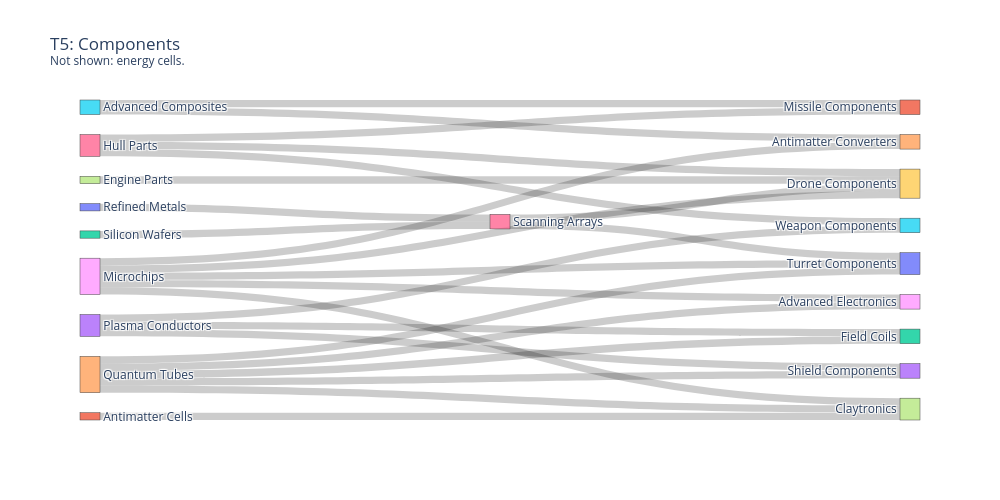 T5: Components
Not shown: energy cells.
Advanced Composites
Hull Parts
Engine Parts
Refined Metals
Silicon Wafers
Microchips
Plasma Conductors
Quantum Tubes
Antimatter Cells
Scanning Arrays
Missile Components
Antimatter Converters
Drone Components
Weapon Components
Turret Components
Advanced Electronics
Field Coils
Shield Components
Claytronics